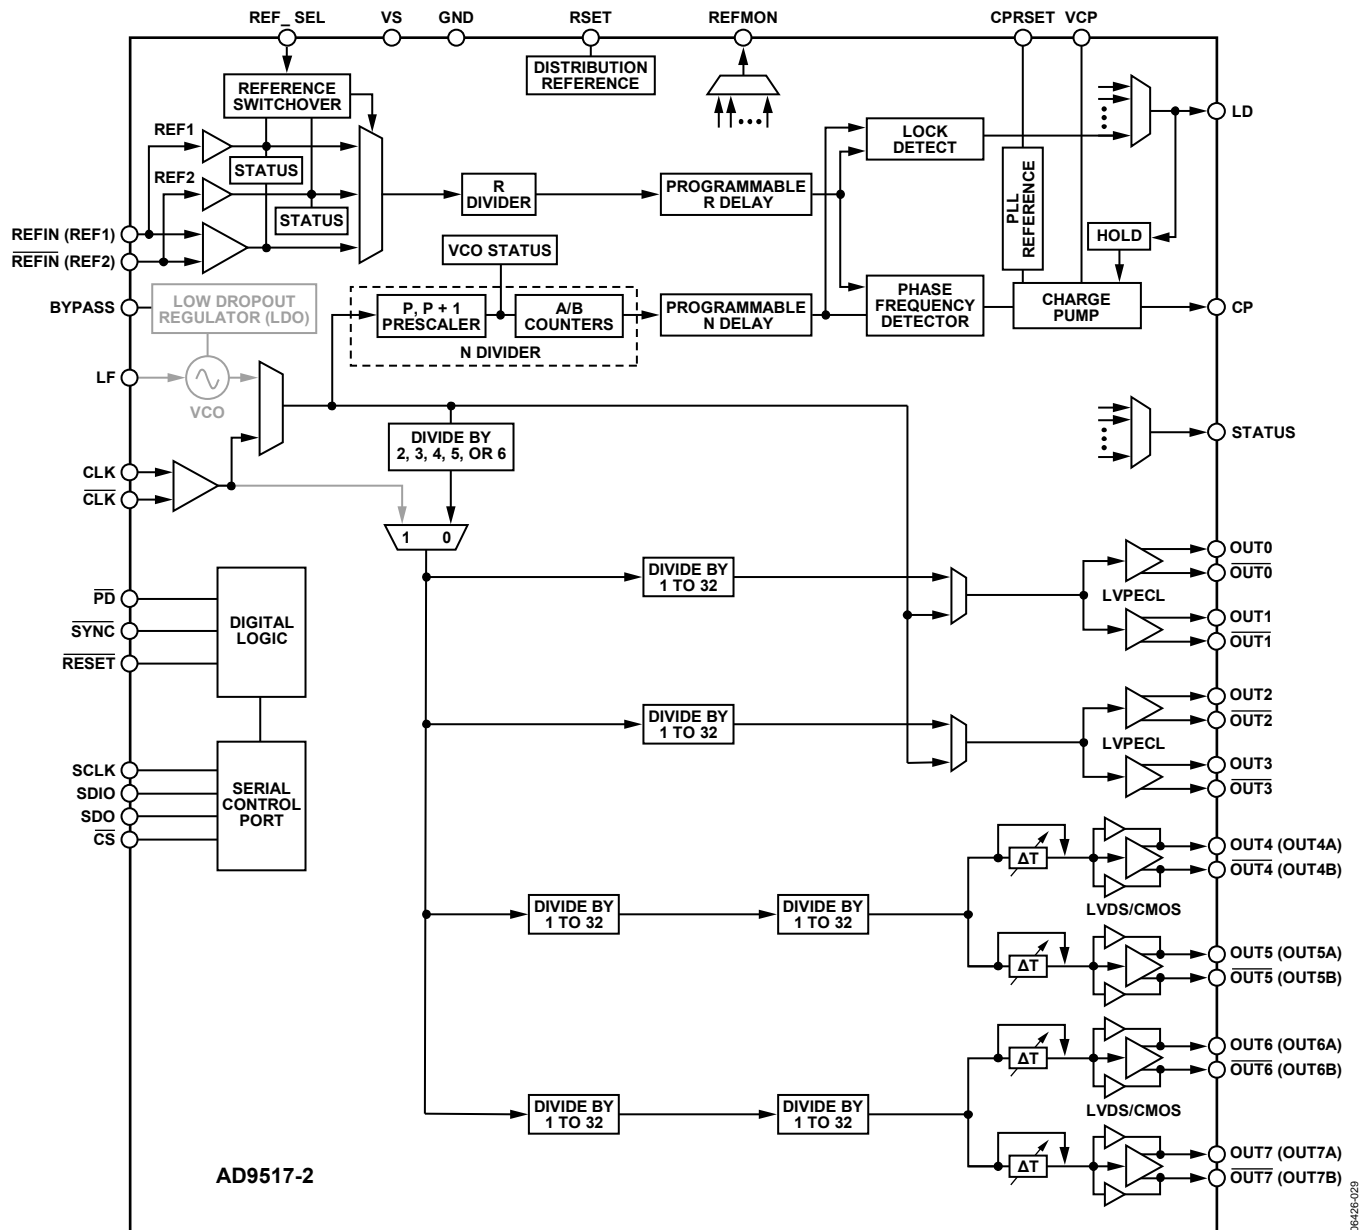 REF_SEL VS GND RSET REFMON CPRSET VCP
DISTRIBUTION
REFERENCE
REFERENCE
SWITCHOVER
REF1
STATUS
REF2
STATUS
REFIN (REF1)
REFIN (REF2)
BYPASS
LOW DROPOUT
REGULATOR (LDO)
LF
VCO
CLK
CLK
R
DIVIDER
VCO STATUS
P, P + 1
PRESCALER
A/B
COUNTERS
N DIVIDER
PROGRAMMABLE
R DELAY
PROGRAMMABLE
N DELAY
LOCK
DETECT
PHASE
FREQUENCY
DETECTOR
PLL
REFERENCE
HOLD
CHARGE
PUMP
LD
CP
STATUS
DIVIDE BY
2, 3, 4, 5, OR 6
1 0
PD
SYNC
RESET
DIGITAL
LOGIC
SCLK
SDIO
SDO
CS
SERIAL
CONTROL
PORT
DIVIDE BY
1 TO 32
LVPECL
OUT0
OUT0
OUT1
OUT1
DIVIDE BY
1 TO 32
LVPECL
OUT2
OUT2
OUT3
OUT3
DIVIDE BY
1 TO 32
DIVIDE BY
1 TO 32
ΔT
ΔT
LVDS/CMOS
OUT4 (OUT4A)
OUT4 (OUT4B)
OUT5 (OUT5A)
OUT5 (OUT5B)
DIVIDE BY
1 TO 32
DIVIDE BY
1 TO 32
ΔT
ΔT
LVDS/CMOS
OUT6 (OUT6A)
OUT6 (OUT6B)
OUT7 (OUT7A)
OUT7 (OUT7B)
AD9517-2
06426-029